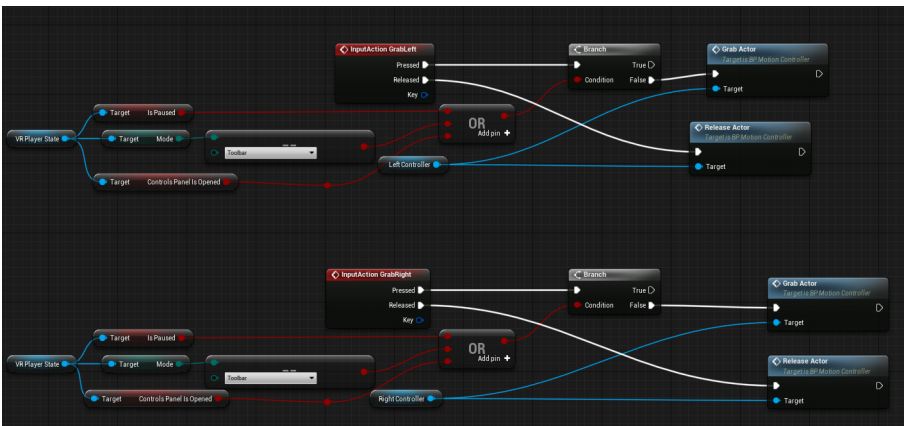 InputAction GrabLeft
Pressed
Released
Key
Branch
True
Condition
False
Grab Actor
Target is BP Motion Controller
Target
Target
Is Paused
VR Player State
Target
Mode
==
Toolbar
OR
Add pin +
Release Actor
Target is BP Motion Controller
Target
Left Controller
Target
Controls Panel Is Opened
InputAction GrabRight
Pressed
Released
Key
Branch
True
Condition
False
Grab Actor
Target is BP Motion Controller
Target
Target
Is Paused
VR Player State
Target
Mode
==
Toolbar
OR
Add pin +
Release Actor
Target is BP Motion Controller
Target
Target
Controls Panel Is Opened
Right Controller